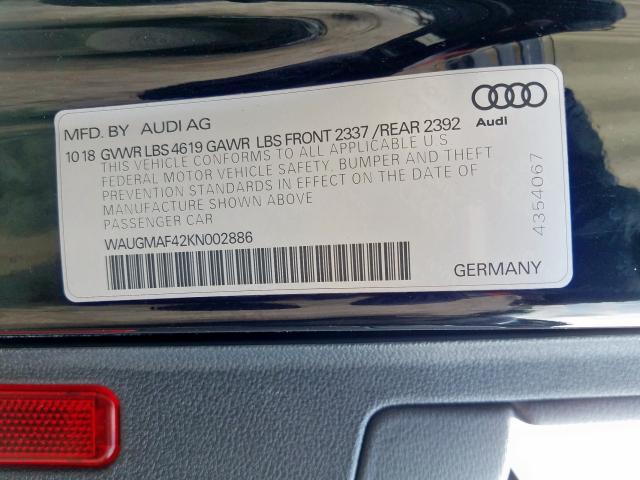 MFD. BY AUDI AG
Audi
10 18 GVWR LBS 4619 GAWR LBS FRONT 2337 /REAR 2392
THIS VEHICLE CONFORMS TO ALL APPLICABLE U S
FEDERAL MOTOR VEHICLE SAFETY, BUMPER AND THEFT
PREVENTION STANDARDS IN EFFECT ON THE DATE OF
MANUFACTURE SHOWN ABOVE
PASSENGER CAR
WAUGMAF42KN002886
4354067
GERMANY